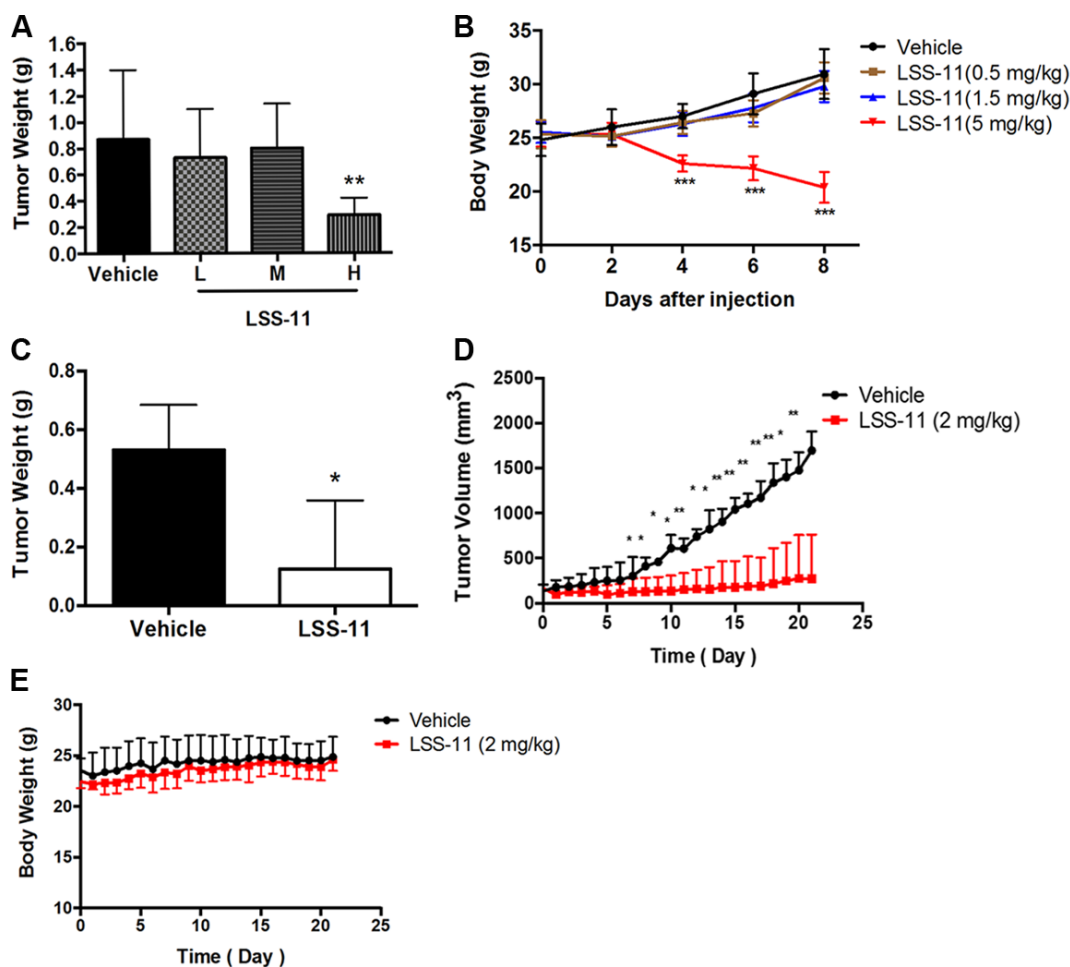 A
Tumor Weight (g)
1.6
1.4
1.2
1.0
0.8
0.6
0.4
0.2
0.0
**
Vehicle L M H
LSS-11
B
Body Weight (g)
35
30
25
20
15
***
***
***
0 2 4 6 8
Days after injection
Vehicle
LSS-11(0.5 mg/kg)
LSS-11(1.5 mg/kg)
LSS-11(5 mg/kg)
C
Tumor Weight (g)
0.8
0.6
0.4
0.2
0.0
*
Vehicle LSS-11
D
Tumor Volume (mm³)
2500
2000
1500
1000
500
0
* * * * ** * * ** ** ** ** ** * **
0 5 10 15 20 25
Time ( Day )
Vehicle
LSS-11 (2 mg/kg)
E
Body Weight (g)
30
25
20
15
10
0 5 10 15 20 25
Time ( Day )
Vehicle
LSS-11 (2 mg/kg)